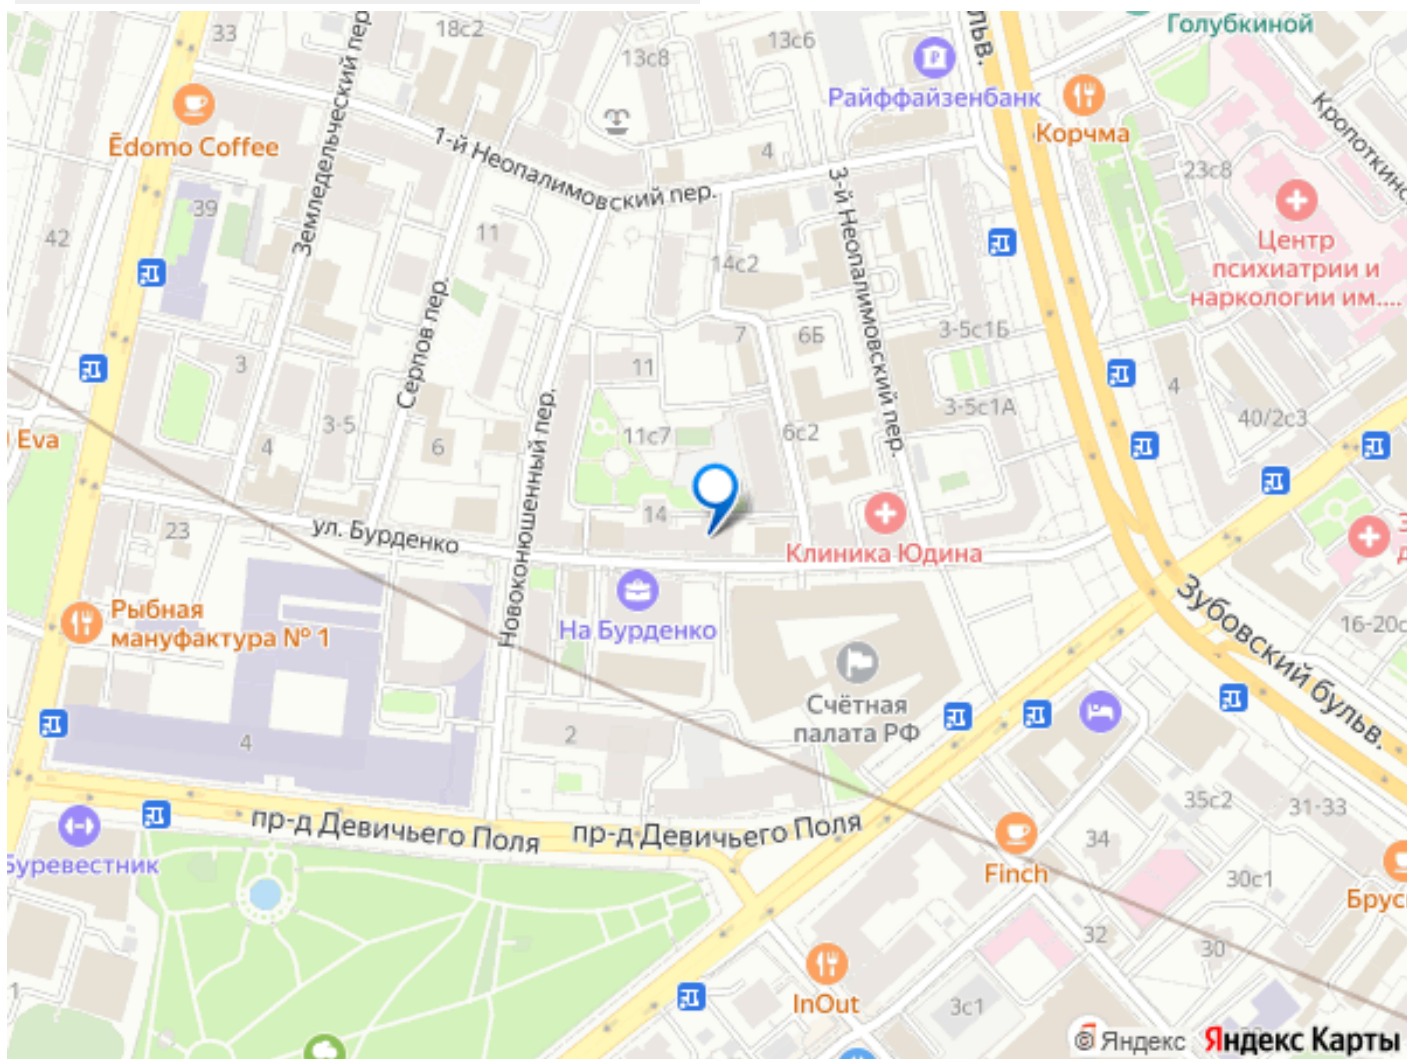 33
18с2
13с8
13с6
Голубкиной
льв.
Райффайзенбанк
Корчма
Кропоткинс
Ēdomo Coffee
Земледельческий пер.
1-й Неопалимовский пер.
4
3-й Неопалимовский пер.
23с8
39
42
11
14с2
Центр
психиатрии и
наркологии им....
Серпов пер.
7
6Б
3-5с1Б
3
11
4
3-5с1А
40/2с3
Eva
3-5
4
6
Новоконюшенный пер.
11с7
6с2
14
23
ул. Бурденко
Клиника Юдина
Зубовский бульв.
Рыбная
мануфактура № 1
На Бурденко
16-20с
Счётная
палата РФ
4
2
35с2
31-33
пр-д Девичьего Поля
пр-д Девичьего Поля
34
Буревестник
Finch
30с1
Брус
32
30
InOut
3с1
1
© Яндекс
Яндекс Карты